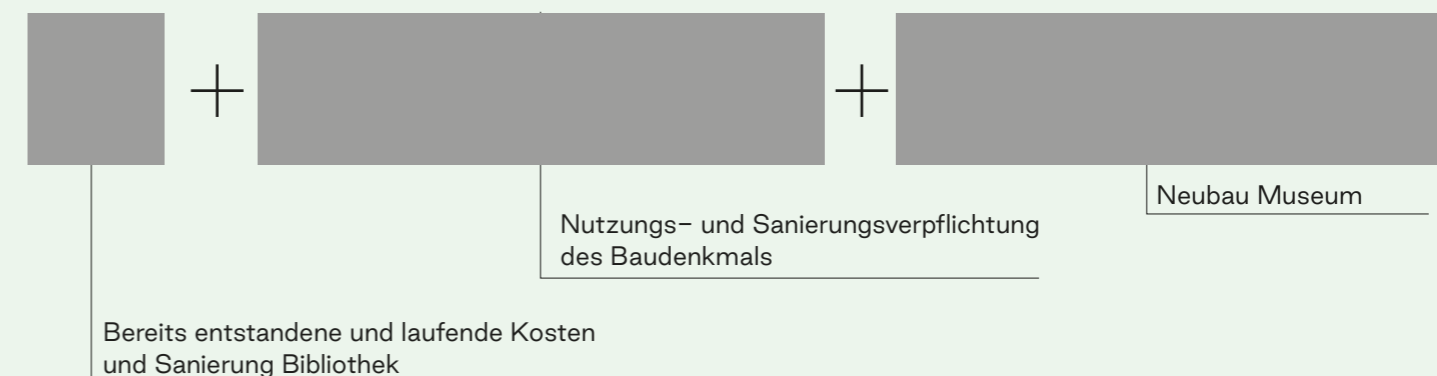 Neubau Museum
Nutzungs- und Sanierungsverpflichtung
des Baudenkmals
Bereits entstandene und laufende Kosten
und Sanierung Bibliothek